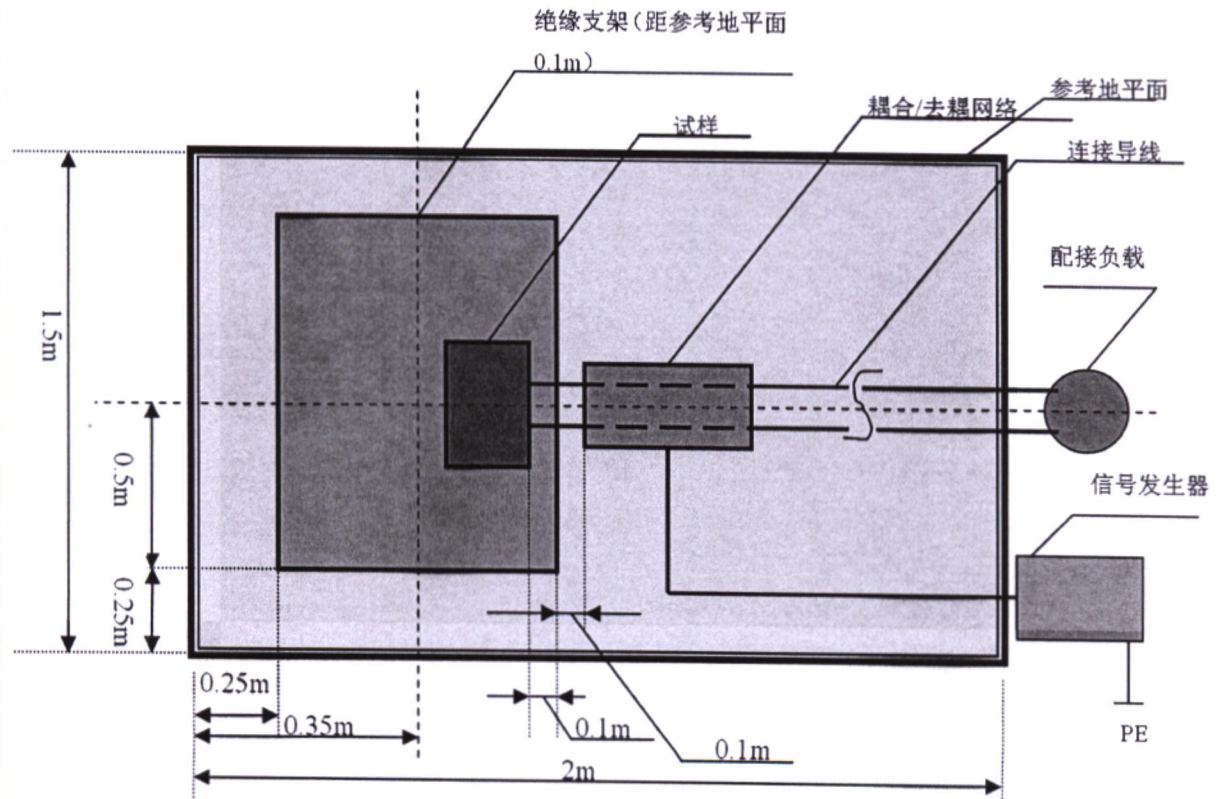 绝缘支架(距参考地平面
0.1m)
参考地平面
耦合/去耦网络
试样
连接导线
配接负载
1.5m
0.5m
信号发生器
0.25m
0.25m
0.35m
0.1m
0.1m
PE
2m